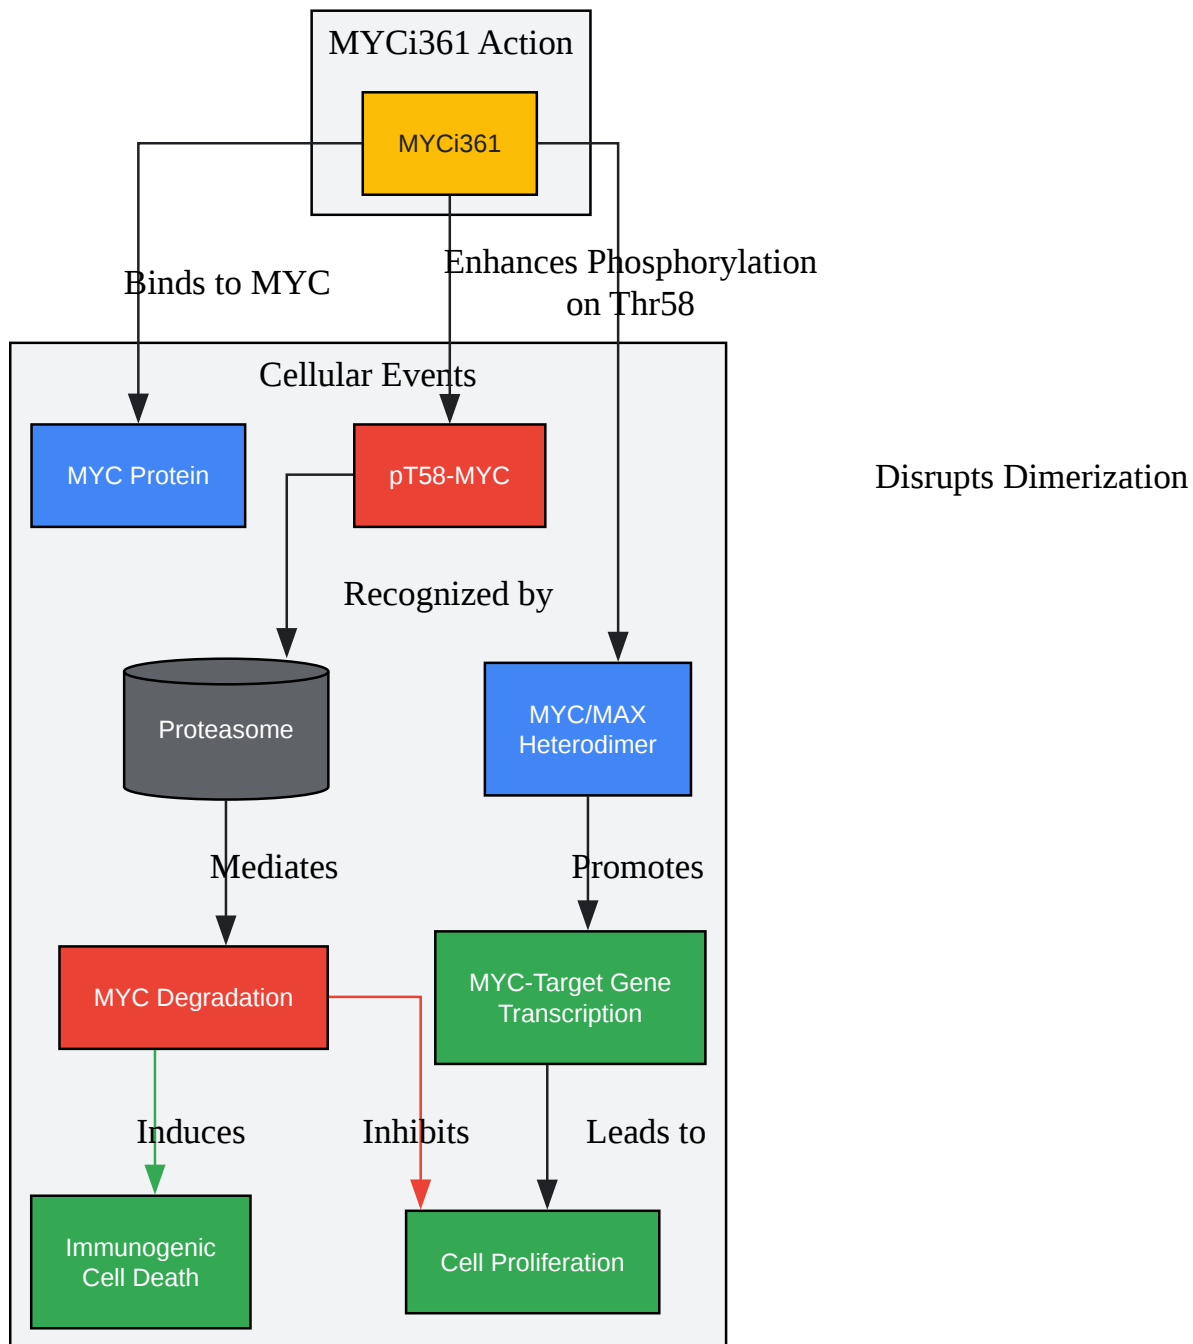 MYCi361 Action
MYCi361
Binds to MYC
Enhances Phosphorylation
on Thr58
Cellular Events
MYC Protein
pT58-MYC
Disrupts Dimerization
Recognized by
Proteasome
MYC/MAX
Heterodimer
Mediates
Promotes
MYC Degradation
MYC-Target Gene
Transcription
Induces
Inhibits
Leads to
Immunogenic
Cell Death
Cell Proliferation